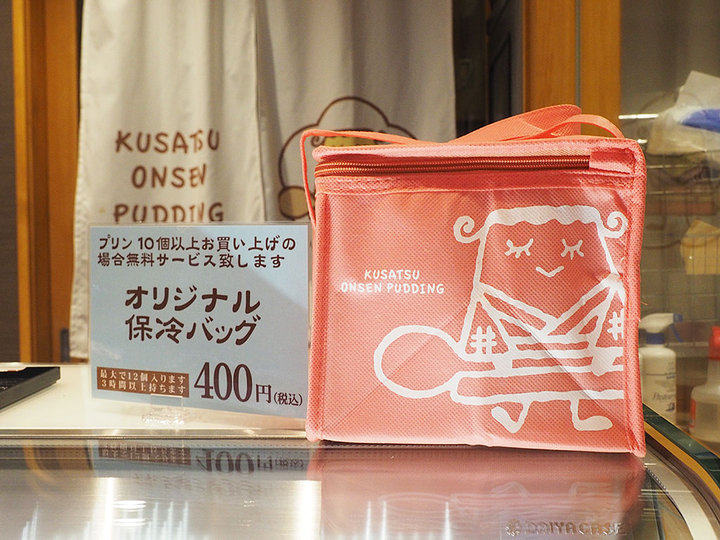 KUSATSU
ONSEN
PUDDING
プリン10個以上お買い上げの
場合無料サービス致します
オリジナル
保冷バッグ
最大で12個入ります
3時間以上持ちます
400円(税込)
KUSATSU
ONSEN PUDDING
DAIYA CASE